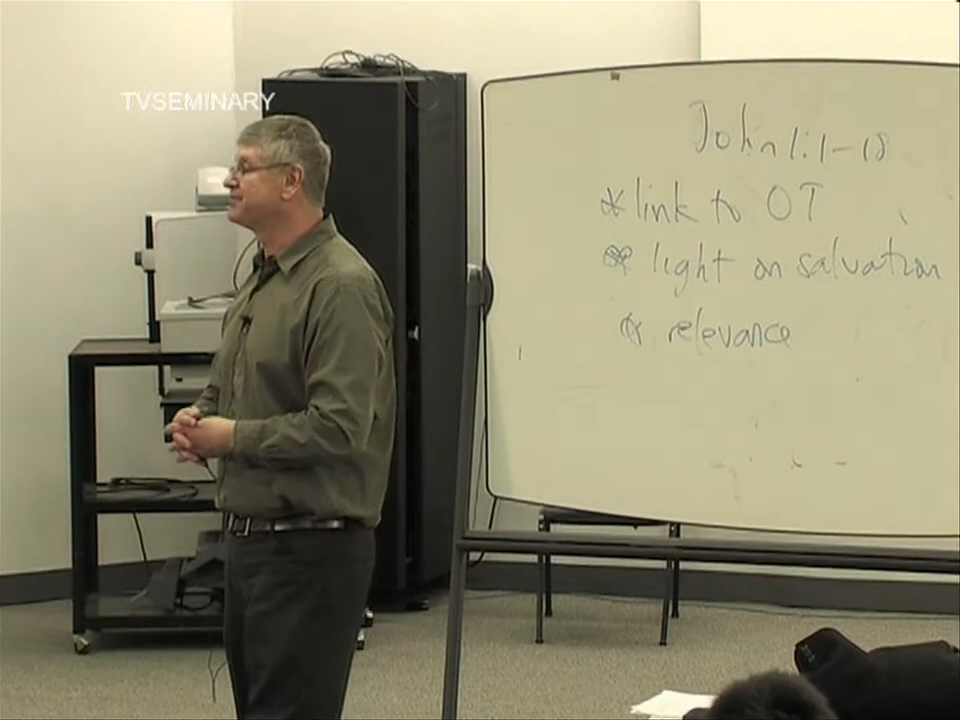 TVSEMINARY
John 1:1-18
* link to OT
* light on salvation
* relevance